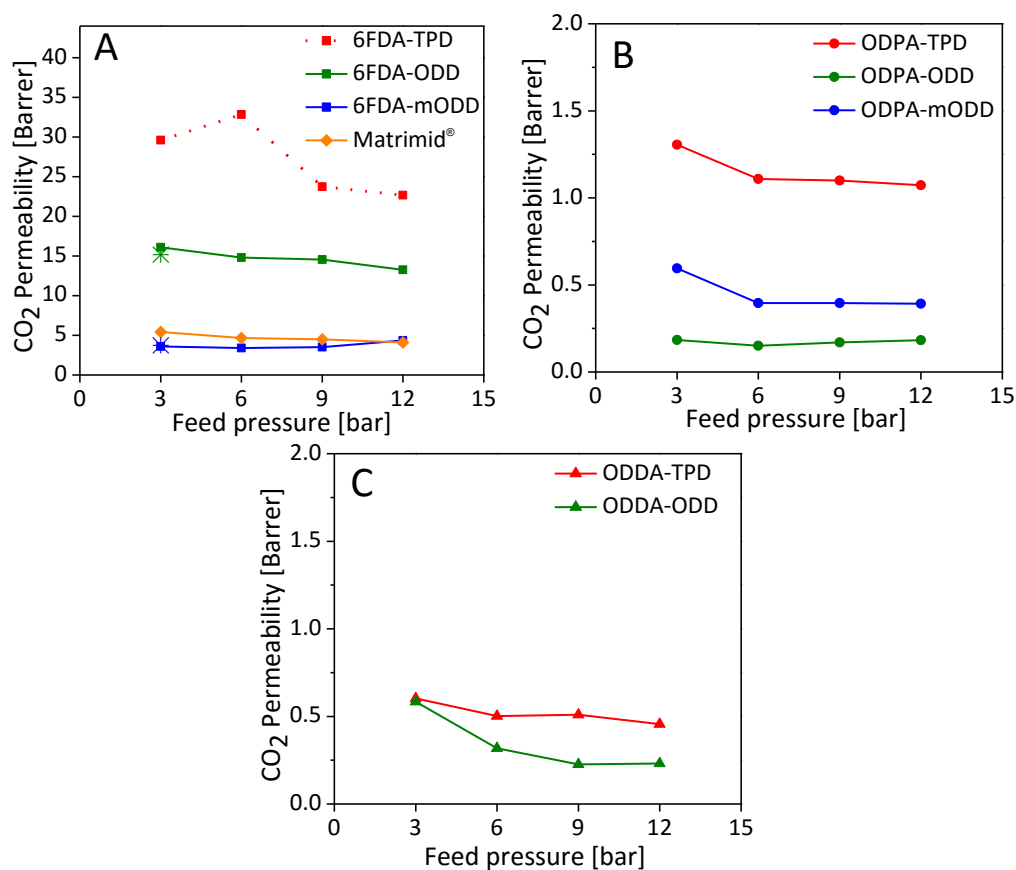 A
6FDA-TPD
6FDA-ODD
6FDA-mODD
Matrimid®
CO2 Permeability [Barrer]
40
35
30
25
20
15
10
5
0
0 3 6 9 12 15
Feed pressure [bar]
B
ODPA-TPD
ODPA-ODD
ODPA-mODD
CO2 Permeability [Barrer]
2.0
1.5
1.0
0.5
0.0
0 3 6 9 12 15
Feed pressure [bar]
C
ODDA-TPD
ODDA-ODD
CO2 Permeability [Barrer]
2.0
1.5
1.0
0.5
0.0
0 3 6 9 12 15
Feed pressure [bar]